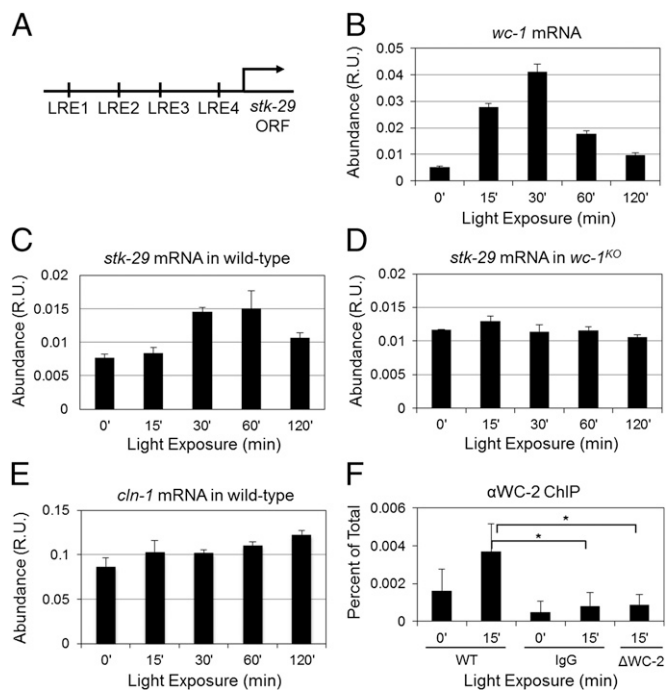 A
LRE1 LRE2 LRE3 LRE4 stk-29
ORF
B
wc-1 mRNA
Abundance (R.U.)
0.05
0.04
0.03
0.02
0.01
0
0' 15' 30' 60' 120'
Light Exposure (min)
C
stk-29 mRNA in wild-type
Abundance (R.U.)
0.02
0.015
0.01
0.005
0
0' 15' 30' 60' 120'
Light Exposure (min)
D
stk-29 mRNA in wc-1KO
Abundance (R.U.)
0.02
0.015
0.01
0.005
0
0' 15' 30' 60' 120'
Light Exposure (min)
E
cln-1 mRNA in wild-type
Abundance (R.U.)
0.15
0.1
0.05
0
0' 15' 30' 60' 120'
Light Exposure (min)
F
αWC-2 ChIP
Percent of Total
0.006
0.004
0.002
0
*
*
0' 15' 0' 15' 15'
WT IgG ΔWC-2
Light Exposure (min)